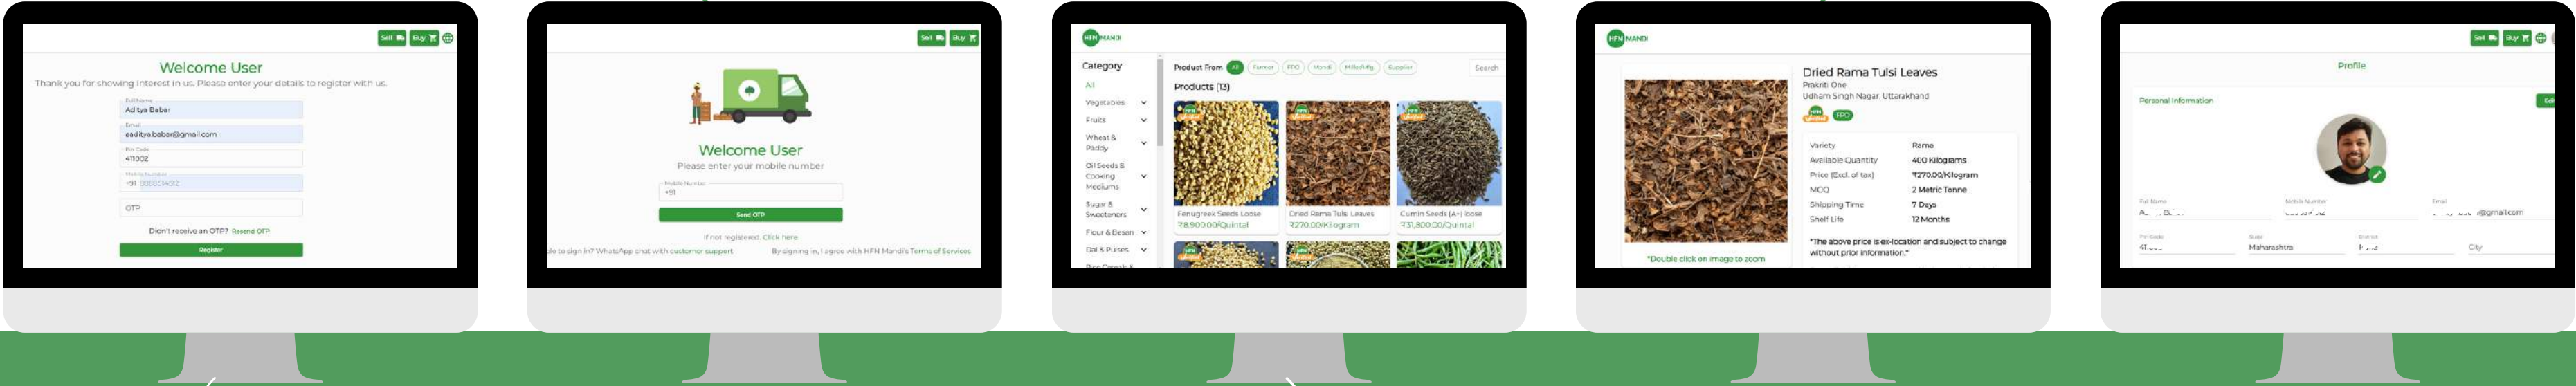 Sell
Buy
Welcome User
Thank you for showing interest in us. Please enter your details to register with us.
Full Name
Aditya Babar
Email
aaditya.babar@gmail.com
Pin Code
411002
Mobile Number
+91
OTP
Didn't receive an OTP? Resend OTP
Register
Sell
Buy
Welcome User
Please enter your mobile number
Mobile Number
+91
Send OTP
If not registered, Click here
ble to sign in? WhatsApp chat with customer support
By signing in, I agree with HFN Mandi's Terms of Services
HFN MANDI
Category
All
Vegetables
Fruits
Wheat &
Paddy
Oil Seeds &
Cooking
Mediums
Sugar &
Sweeteners
Flour & Besan
Dal & Pulses
Product From All Farmer FPO Mandi Miller/Mfg. Supplier
Search
Products (13)
Fenugreek Seeds Loose
₹8,900.00/Quintal
Dried Rama Tulsi Leaves
₹270.00/Kilogram
Cumin Seeds (A+) loose
₹31,800.00/Quintal
HFN MANDI
*Double click on image to zoom
Dried Rama Tulsi Leaves
Prakriti One
Udham Singh Nagar, Uttarakhand
FPO
Variety Rama
Available Quantity 400 Kilograms
Price (Excl. of tax) ₹270.00/Kilogram
MOQ 2 Metric Tonne
Shipping Time 7 Days
Shelf Life 12 Months
*The above price is ex-location and subject to change
without prior information.*
Sell
Buy
Profile
Personal Information
Full Name
Mobile Number
Email
@gmail.com
Pin Code
State
Maharashtra
District
City